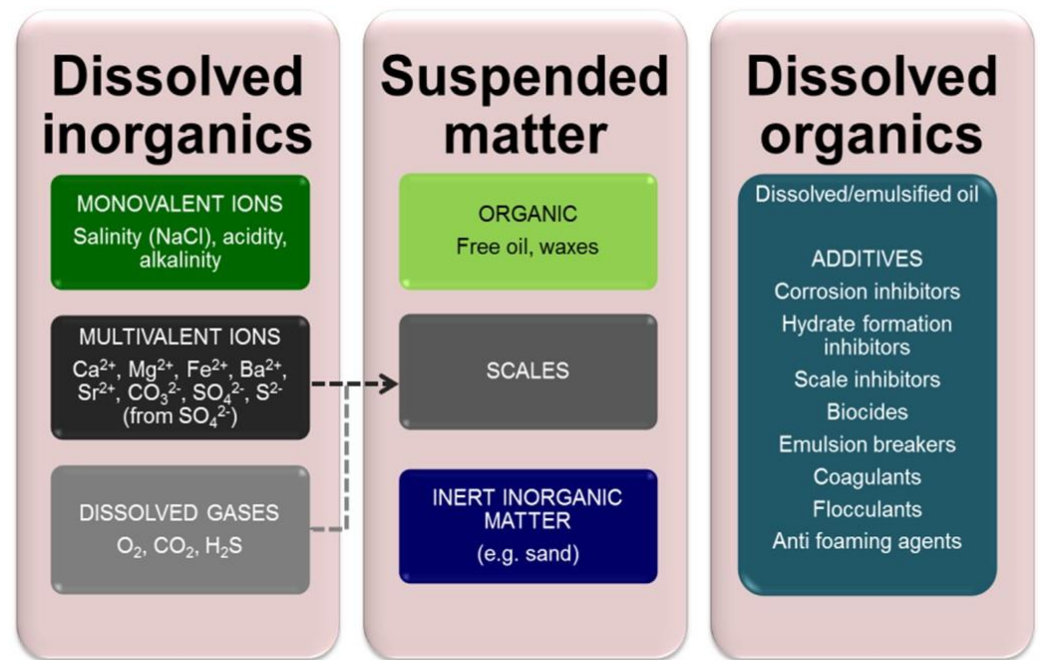 Dissolved
inorganics
MONOVALENT IONS
Salinity (NaCl), acidity,
alkalinity
MULTIVALENT IONS
Ca²⁺, Mg²⁺, Fe²⁺, Ba²⁺,
Sr²⁺, CO₃²⁻, SO₄²⁻, S²⁻
(from SO₄²⁻)
DISSOLVED GASES
O₂, CO₂, H₂S
Suspended
matter
ORGANIC
Free oil, waxes
SCALES
INERT INORGANIC
MATTER
(e.g. sand)
Dissolved
organics
Dissolved/emulsified oil
ADDITIVES
Corrosion inhibitors
Hydrate formation
inhibitors
Scale inhibitors
Biocides
Emulsion breakers
Coagulants
Flocculants
Anti foaming agents